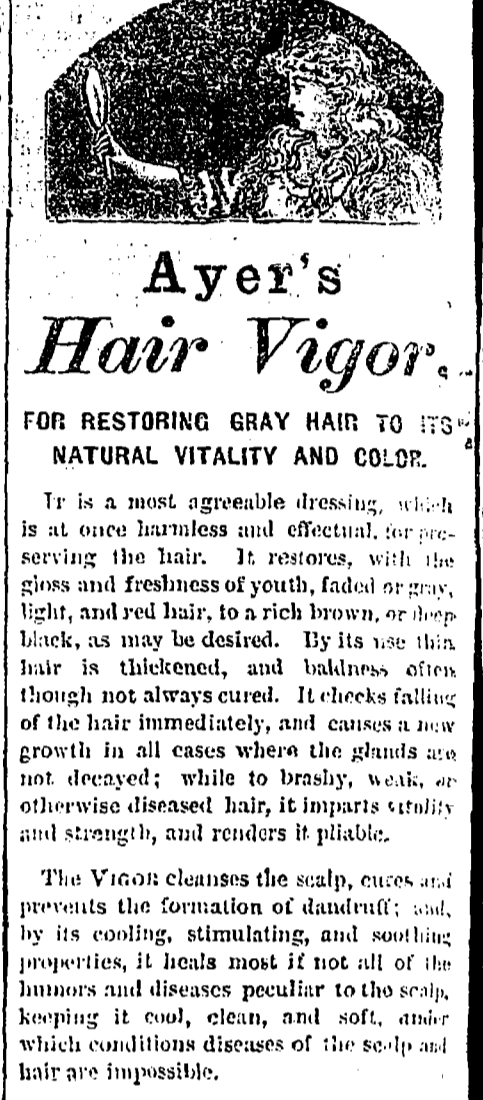 Ayer's
Hair Vigor.
FOR RESTORING GRAY HAIR TO ITS
NATURAL VITALITY AND COLOR.
IT is a most agreeable dressing, which
is at once harmless and effectual, for pre-
serving the hair. It restores, with the
gloss and freshness of youth, faded or gray,
light, and red hair, to a rich brown, or deep
black, as may be desired. By its use thin
hair is thickened, and baldness often
though not always cured. It checks falling
of the hair immediately, and causes a new
growth in all cases where the glands are
not decayed; while to brashy, weak, or
otherwise diseased hair, it imparts vitality
and strength, and renders it pliable.
The VIGOR cleanses the scalp, cures and
prevents the formation of dandruff; and,
by its cooling, stimulating, and soothing
properties, it heals most if not all of the
humors and diseases peculiar to the scalp,
keeping it cool, clean, and soft, under
which conditions diseases of the scalp and
hair are impossible.